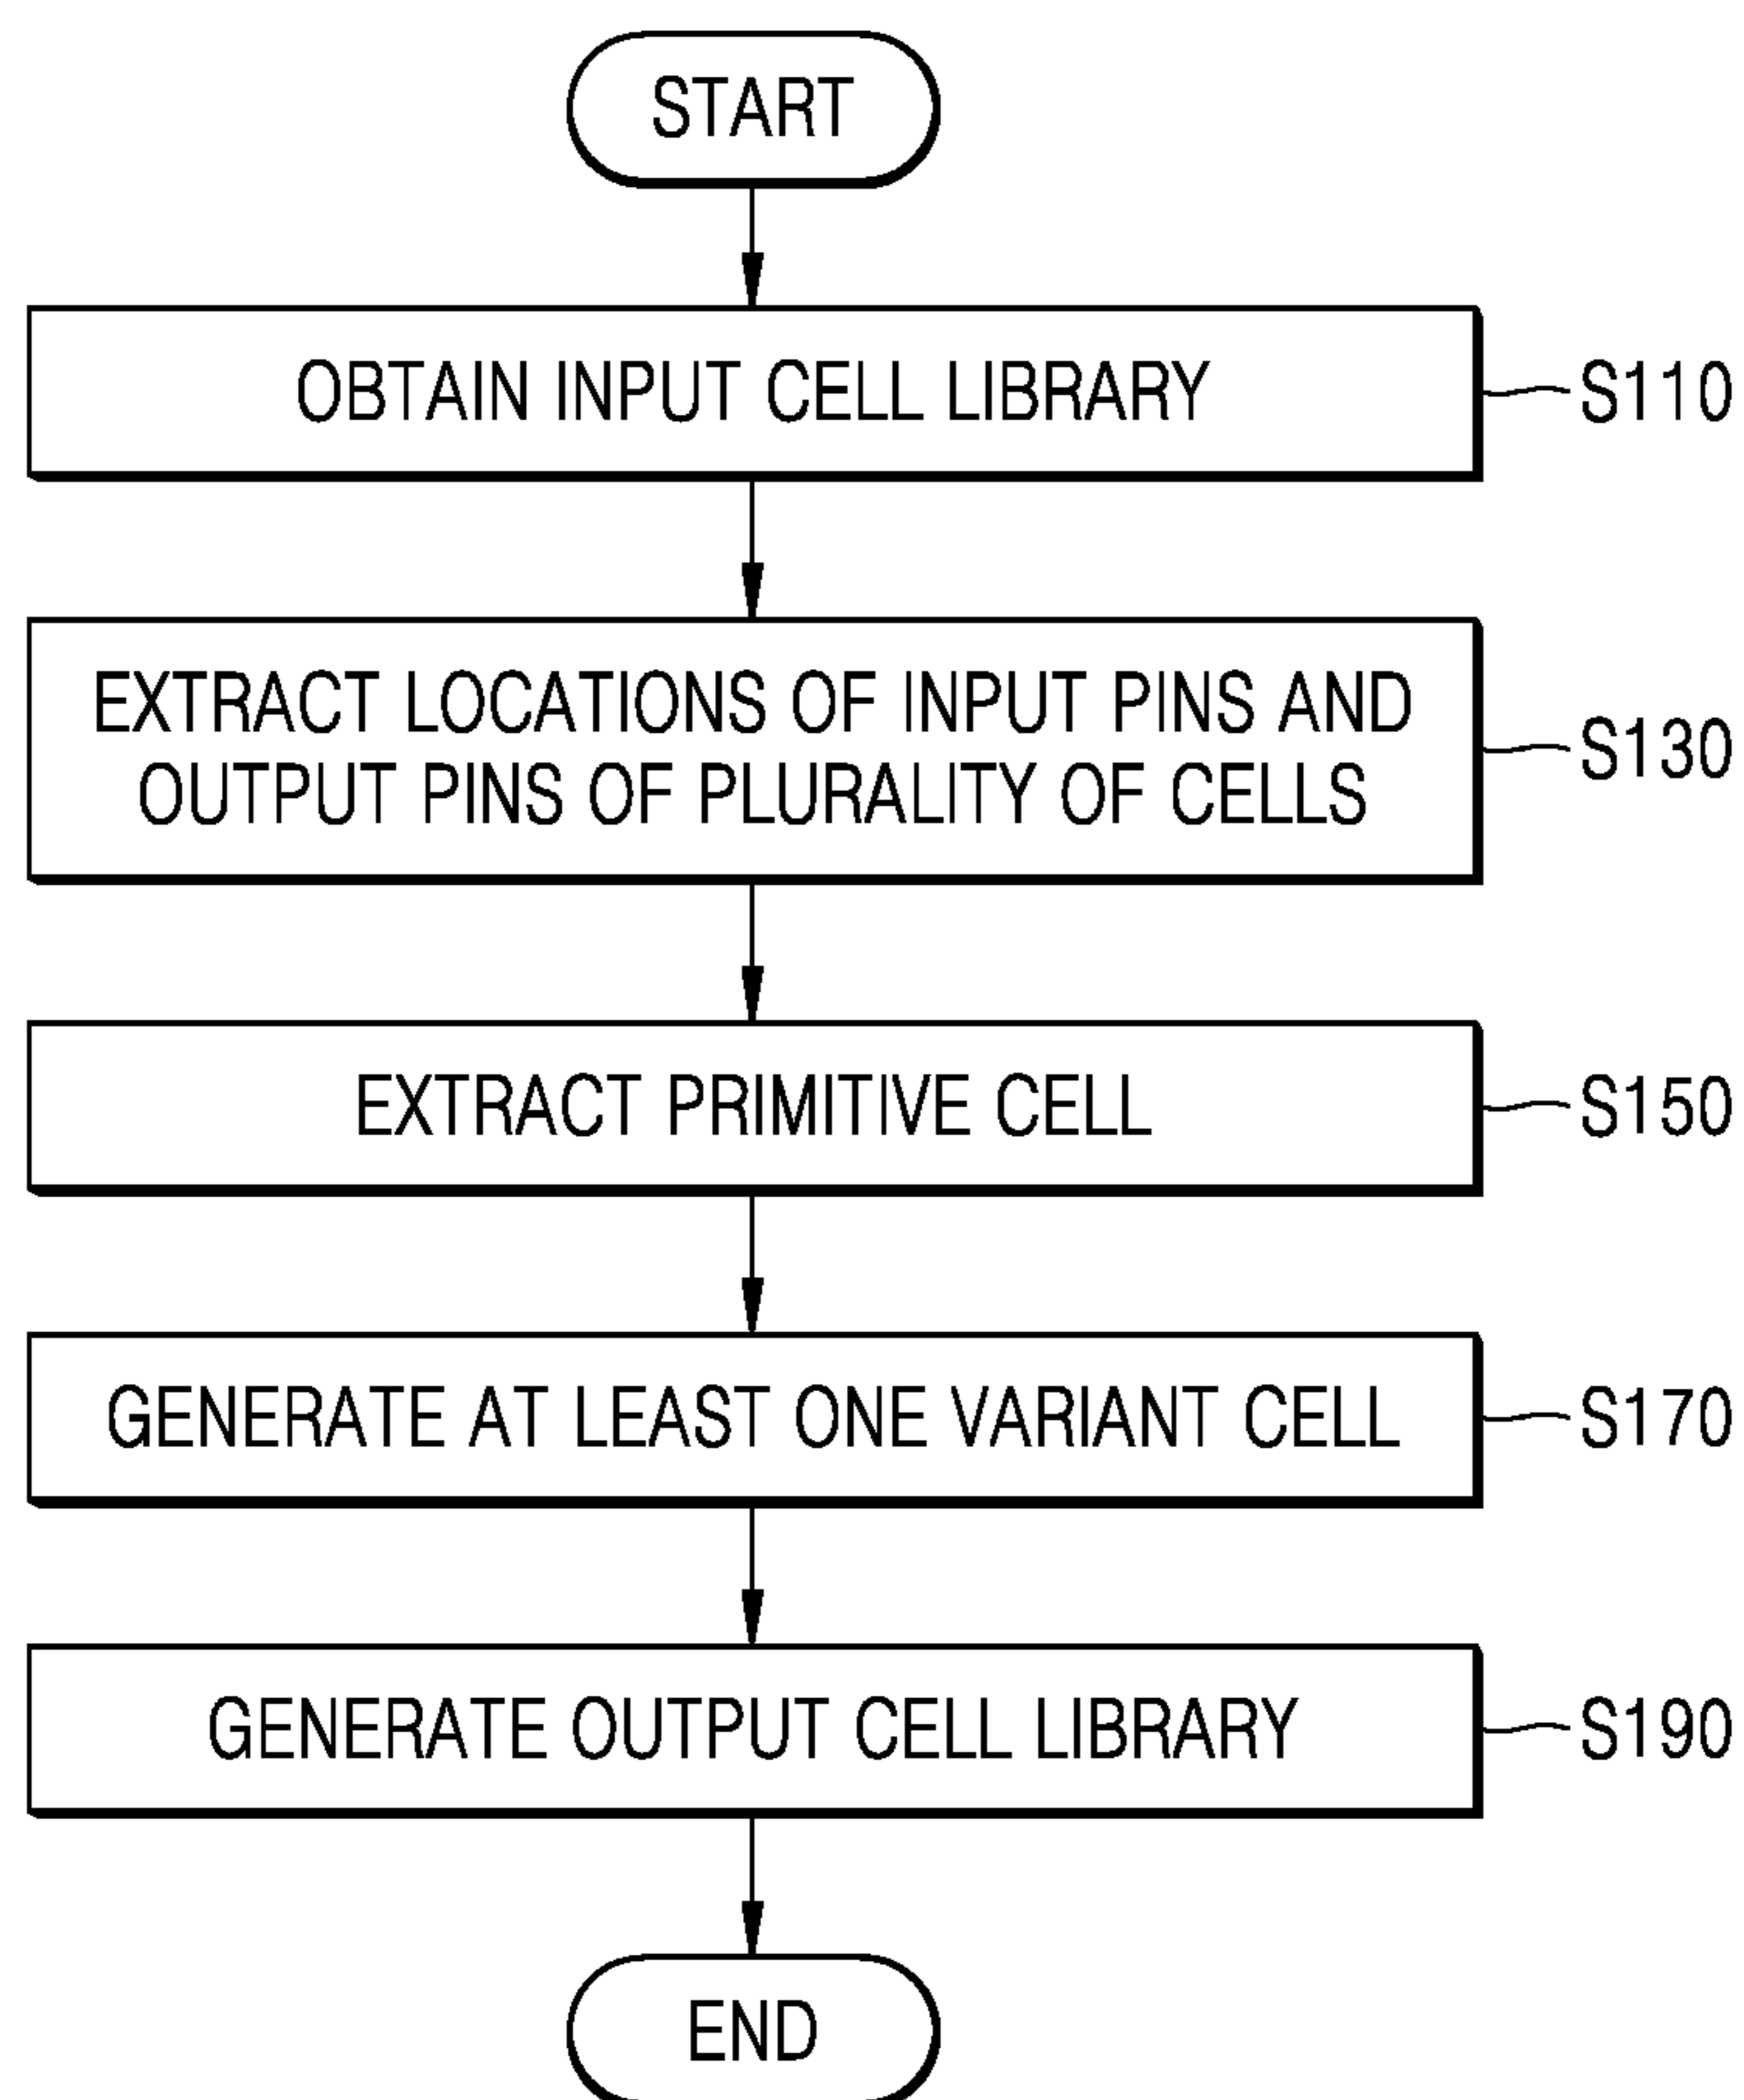 START
OBTAIN INPUT CELL LIBRARY
S110
EXTRACT LOCATIONS OF INPUT PINS AND
OUTPUT PINS OF PLURALITY OF CELLS
S130
EXTRACT PRIMITIVE CELL
S150
GENERATE AT LEAST ONE VARIANT CELL
S170
GENERATE OUTPUT CELL LIBRARY
S190
END